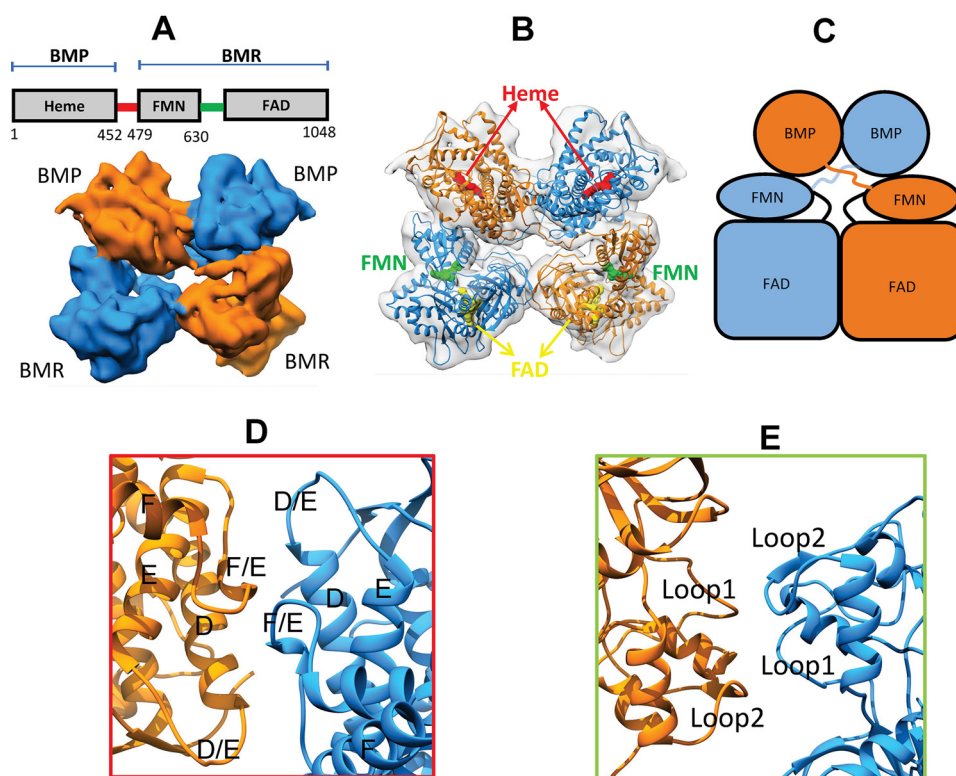 A
BMP BMR
Heme FMN FAD
1 452 479 630 1048
BMP BMP
BMR BMR
B
Heme
FMN FMN
FAD
C
BMP BMP
FMN FMN
FAD FAD
D
F D/E
E F/E D E
D F/E
D/E F
E
Loop2
Loop1
Loop1
Loop2